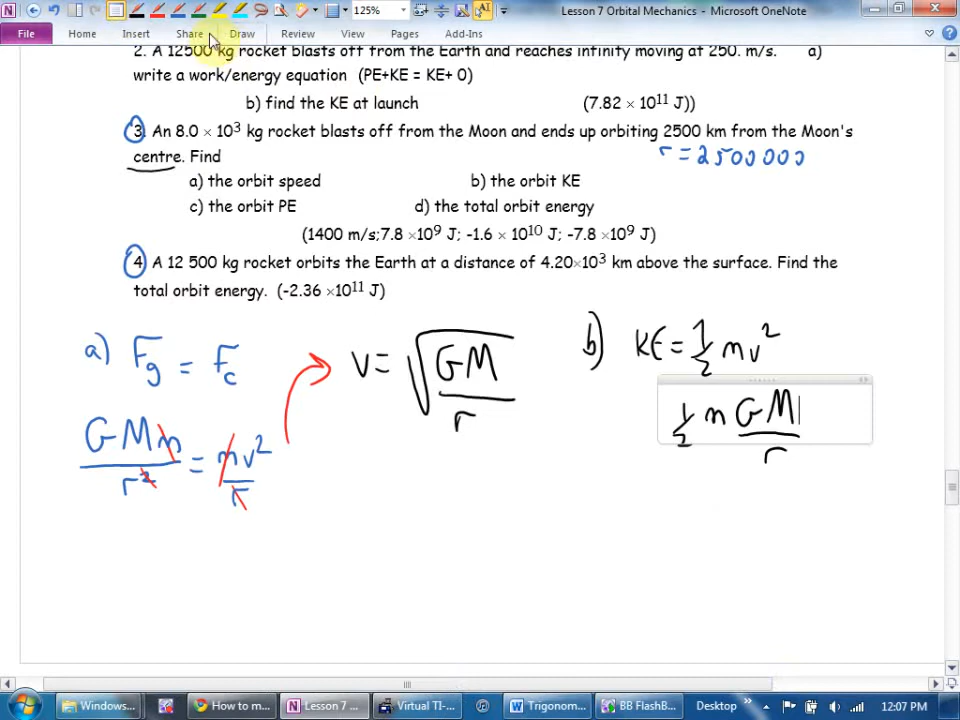 125%
Lesson 7 Orbital Mechanics - Microsoft OneNote
File Home Insert Share Draw Review View Pages Add-Ins
2. A 12500 kg rocket blasts off from the Earth and reaches infinity moving at 250. m/s. a)
write a work/energy equation (PE+KE = KE+ 0)
b) find the KE at launch (7.82 × 10¹¹ J))
3. An 8.0 × 10³ kg rocket blasts off from the Moon and ends up orbiting 2500 km from the Moon's
centre. Find
r = 2500000
a) the orbit speed b) the orbit KE
c) the orbit PE d) the total orbit energy
(1400 m/s;7.8 ×10⁹ J; -1.6 × 10¹⁰ J; -7.8 ×10⁹ J)
4 A 12 500 kg rocket orbits the Earth at a distance of 4.20×10³ km above the surface. Find the
total orbit energy. (-2.36 ×10¹¹ J)
a) Fg = Fc
GMm/r² = mv²/r
v = √GM/r
b) KE = 1/2 mv²
1/2 m GM/r
Windows... How to m... Lesson 7 ... Virtual TI-... Trigonom... BB FlashB... Desktop » 12:07 PM